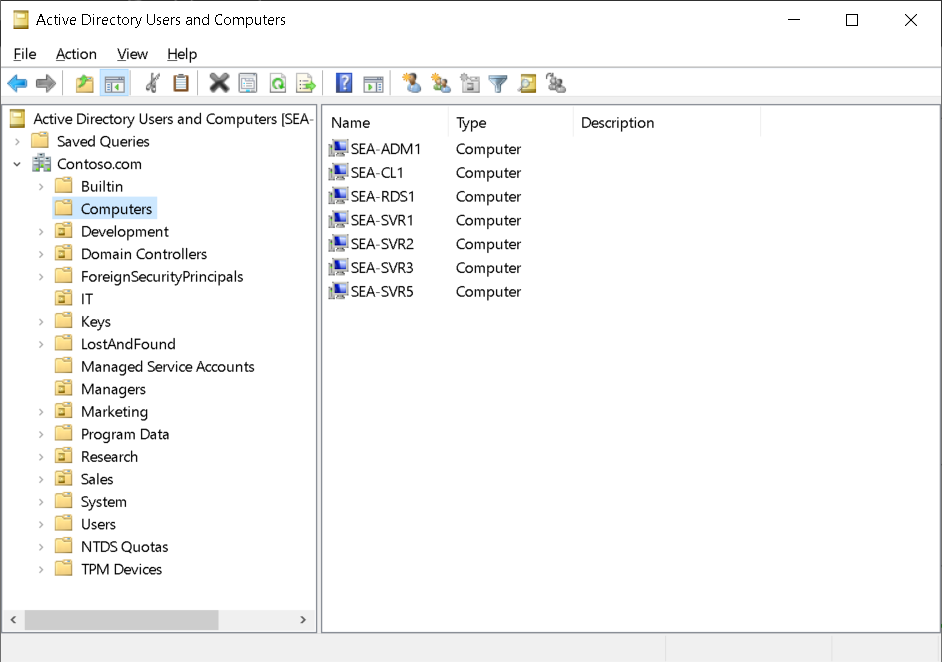 Active Directory Users and Computers
File Action View Help
Active Directory Users and Computers [SEA-
Saved Queries
Contoso.com
Builtin
Computers
Development
Domain Controllers
ForeignSecurityPrincipals
IT
Keys
LostAndFound
Managed Service Accounts
Managers
Marketing
Program Data
Research
Sales
System
Users
NTDS Quotas
TPM Devices
Name Type Description
SEA-ADM1 Computer
SEA-CL1 Computer
SEA-RDS1 Computer
SEA-SVR1 Computer
SEA-SVR2 Computer
SEA-SVR3 Computer
SEA-SVR5 Computer